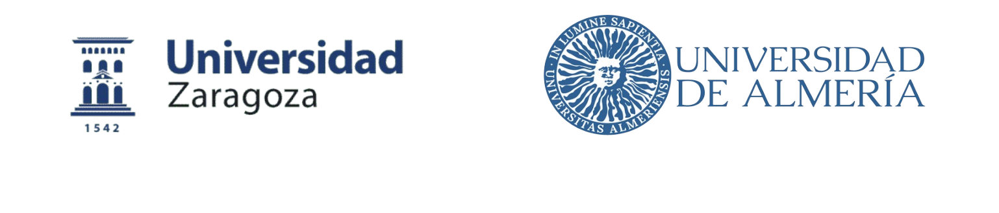 Universidad
Zaragoza
1542
IN LUMINE SAPIENTIA · UNIVERSITAS ALMERIENSIS ·
UNIVERSIDAD
DE ALMERÍA